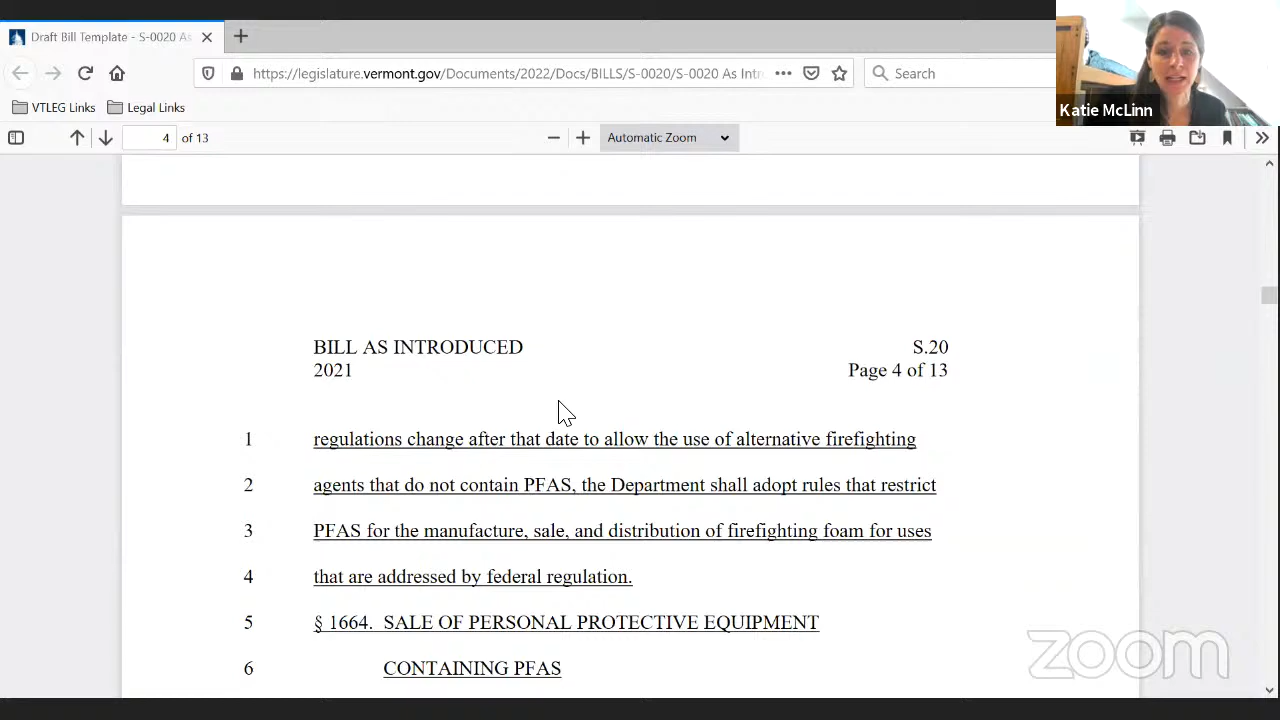 Draft Bill Template - S-0020 As
https://legislature.vermont.gov/Documents/2022/Docs/BILLS/S-0020/S-0020 As Intr
Search
Katie McLinn
VTLEG Links
Legal Links
4 of 13
Automatic Zoom
BILL AS INTRODUCED S.20
2021 Page 4 of 13
1 regulations change after that date to allow the use of alternative firefighting
2 agents that do not contain PFAS, the Department shall adopt rules that restrict
3 PFAS for the manufacture, sale, and distribution of firefighting foam for uses
4 that are addressed by federal regulation.
5 § 1664. SALE OF PERSONAL PROTECTIVE EQUIPMENT
6 CONTAINING PFAS
zoom